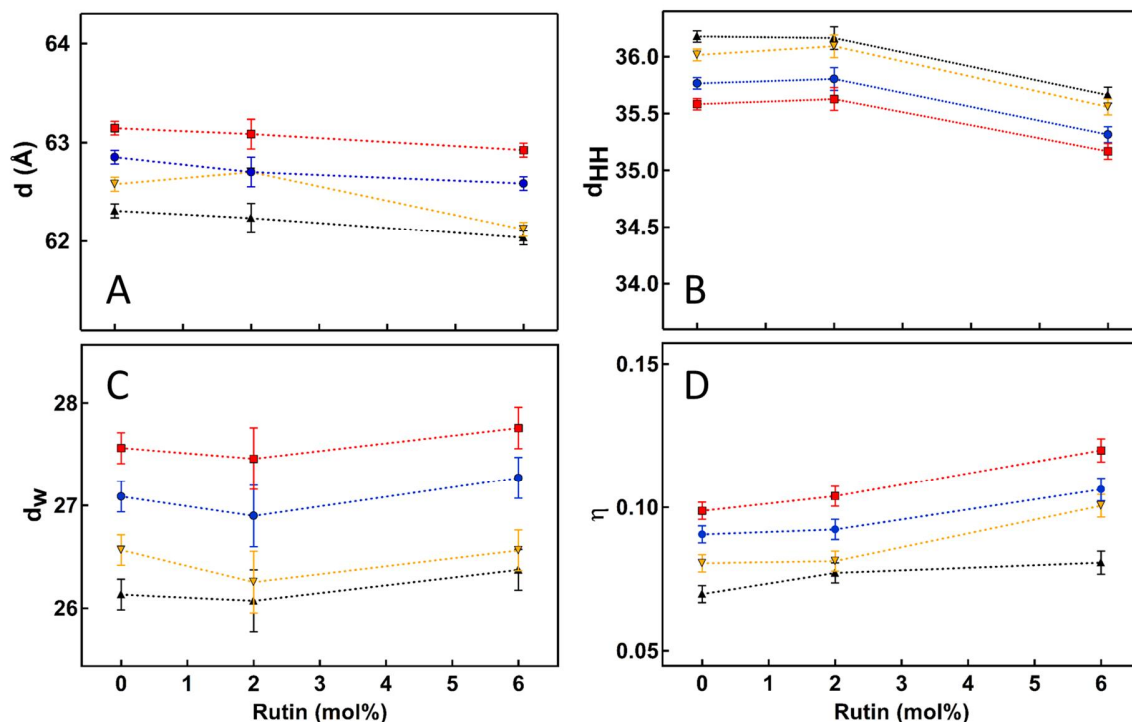 64
63
62
d (Å)
A
36.0
35.5
35.0
34.5
34.0
dHH
B
28
27
26
dw
C
0 1 2 3 4 5 6
Rutin (mol%)
0.15
0.10
0.05
η
D
0 1 2 3 4 5 6
Rutin (mol%)